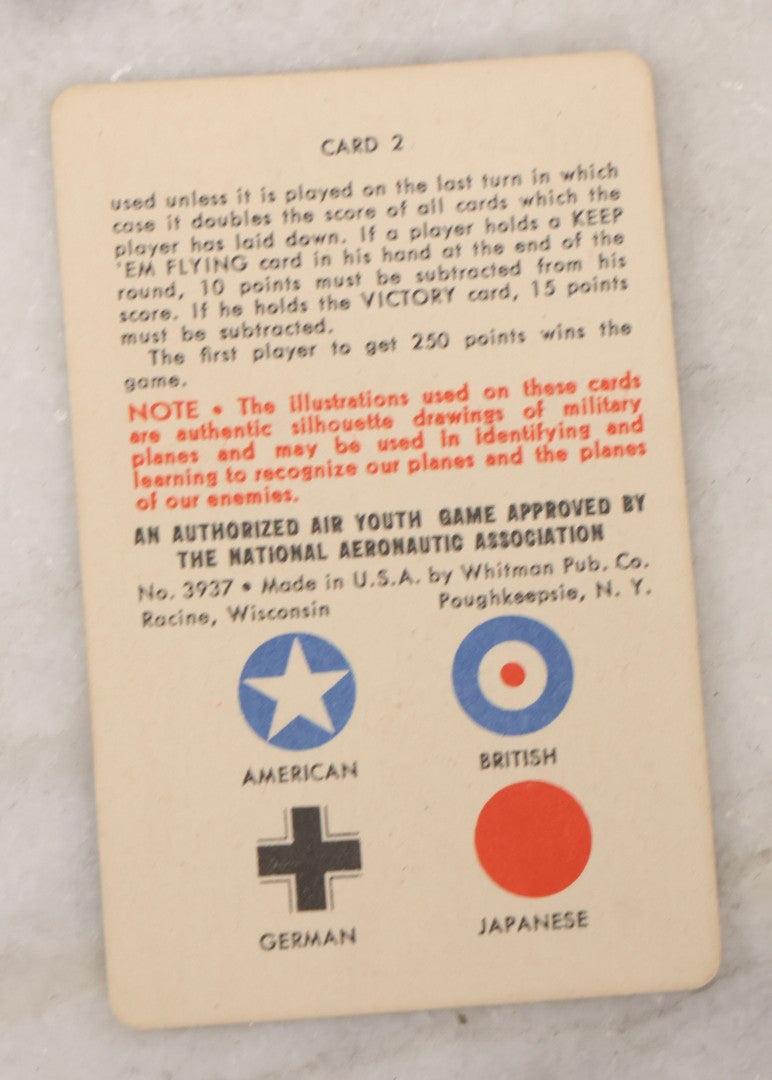 CARD 2
used unless it is played on the last turn in which
case it doubles the score of all cards which the
player has laid down. If a player holds a KEEP
'EM FLYING card in his hand at the end of the
round, 10 points must be subtracted from his
score. If he holds the VICTORY card, 15 points
must be subtracted.
The first player to get 250 points wins the
game.
NOTE • The illustrations used on these cards
are authentic silhouette drawings of military
planes and may be used in identifying and
learning to recognize our planes and the planes
of our enemies.
AN AUTHORIZED AIR YOUTH GAME APPROVED BY
THE NATIONAL AERONAUTIC ASSOCIATION
No. 3937 • Made in U.S.A. by Whitman Pub. Co.
Racine, Wisconsin Poughkeepsie, N. Y.
AMERICAN BRITISH
GERMAN JAPANESE